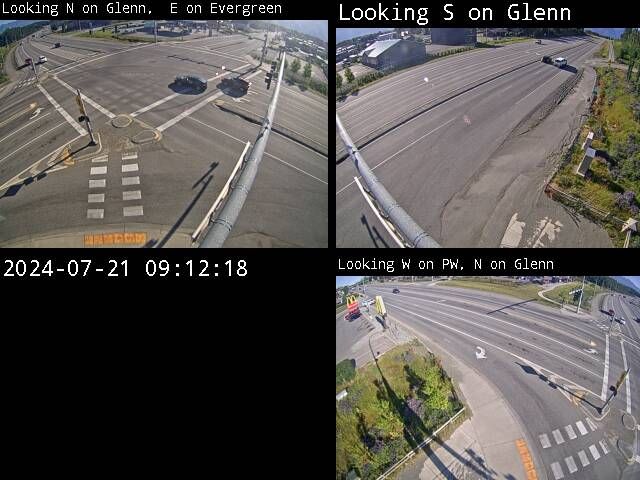 Looking N on Glenn,  E on Evergreen
Looking S on Glenn
2024-07-21 09:12:18
Looking W on PW, N on Glenn